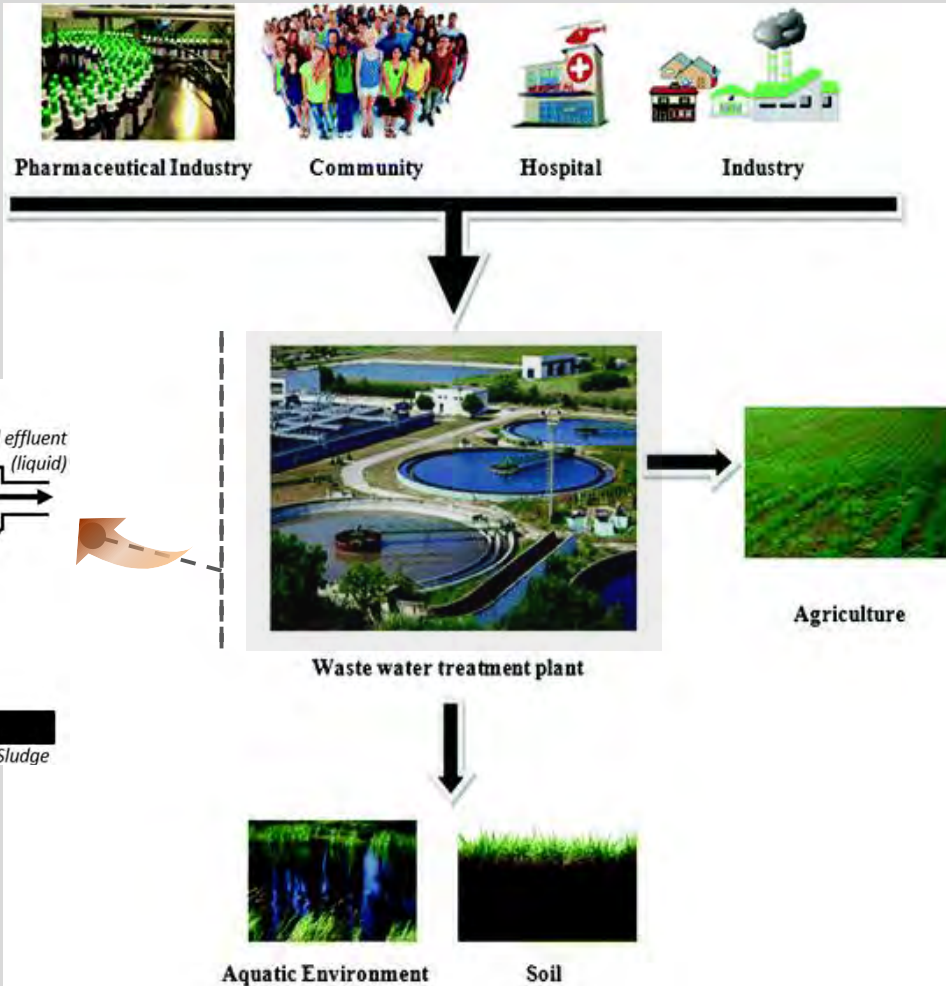 Pharmaceutical Industry
Community
Hospital
Industry
effluent
(liquid)
Agriculture
Waste water treatment plant
Sludge
Aquatic Environment
Soil